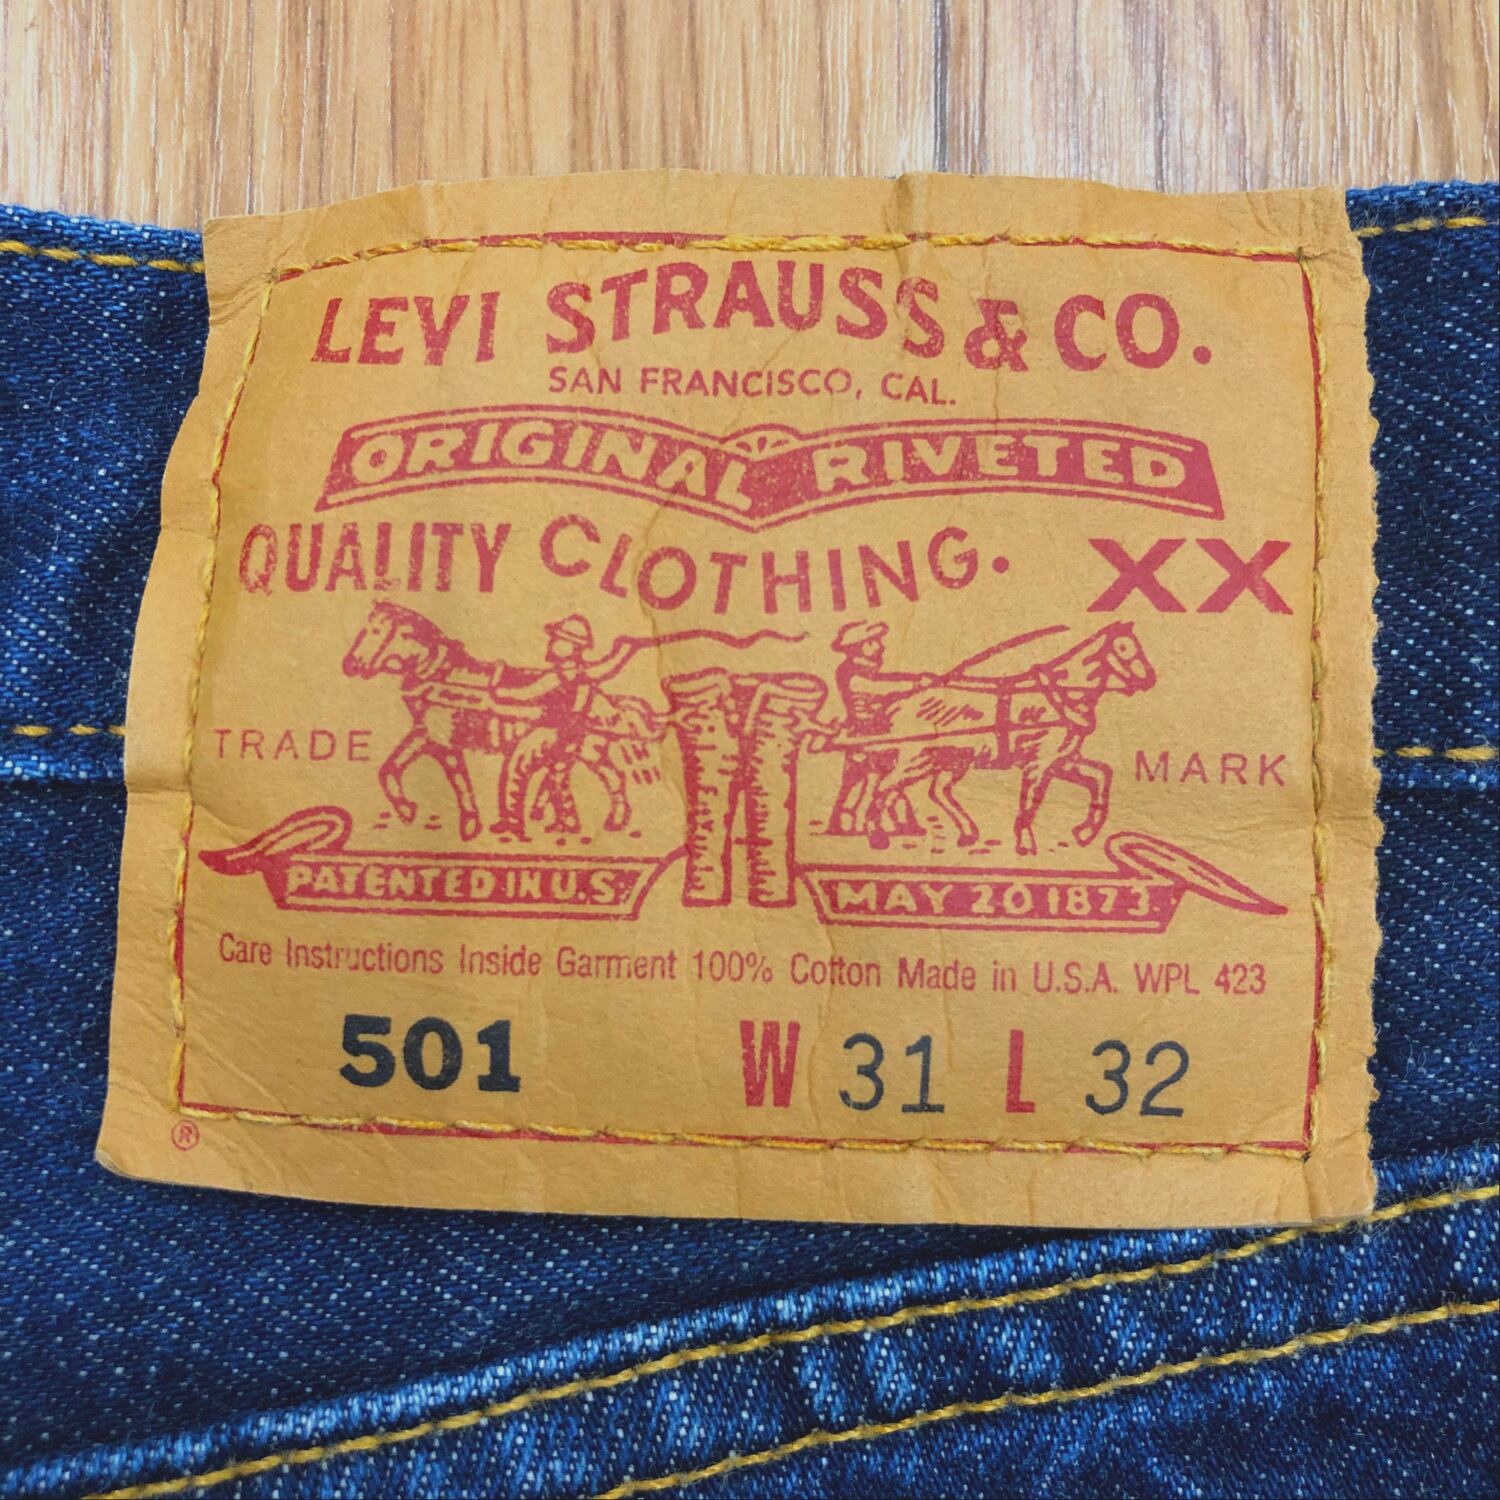 LEVI STRAUSS & CO.
SAN FRANCISCO, CAL.
ORIGINAL RIVETED
QUALITY CLOTHING. XX
TRADE MARK
PATENTED IN U.S. MAY 20 1873.
Care Instructions Inside Garment 100% Cotton Made in U.S.A. WPL 423
501 W 31 L 32
®